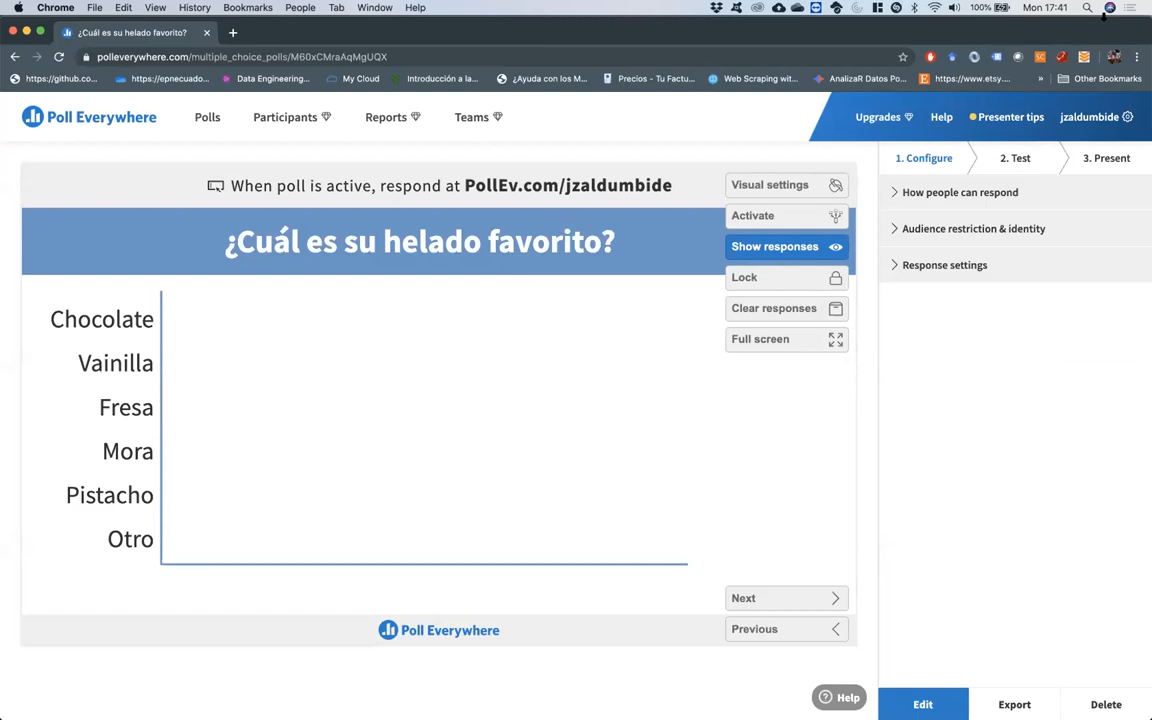 Chrome File Edit View History Bookmarks People Tab Window Help 100% Mon 17:41
¿Cuál es su helado favorito?
polleverywhere.com/multiple_choice_polls/M60xCMraAqMgUQX
https://github.co... https://epnecuado... Data Engineering... My Cloud Introducción a la... ¿Ayuda con los M... Precios - Tu Factu... Web Scraping wit... AnalizaR Datos Po... https://www.etsy.... » Other Bookmarks
Poll Everywhere Polls Participants Reports Teams Upgrades Help Presenter tips jzaldumbide
1. Configure 2. Test 3. Present
When poll is active, respond at PollEv.com/jzaldumbide
Visual settings
How people can respond
Activate
Audience restriction & identity
¿Cuál es su helado favorito?
Show responses
Response settings
Lock
Clear responses
Full screen
Chocolate
Vainilla
Fresa
Mora
Pistacho
Otro
Next
Previous
Poll Everywhere
Help
Edit Export Delete